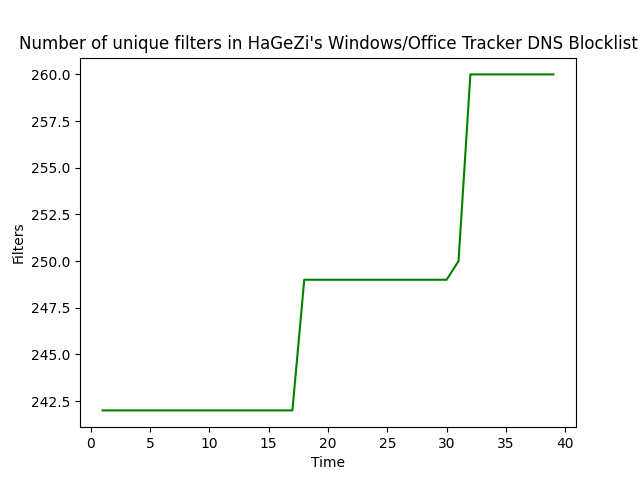 Number of unique filters in HaGeZi's Windows/Office Tracker DNS Blocklist
260.0
257.5
255.0
252.5
250.0
247.5
245.0
242.5
Filters
0 5 10 15 20 25 30 35 40
Time